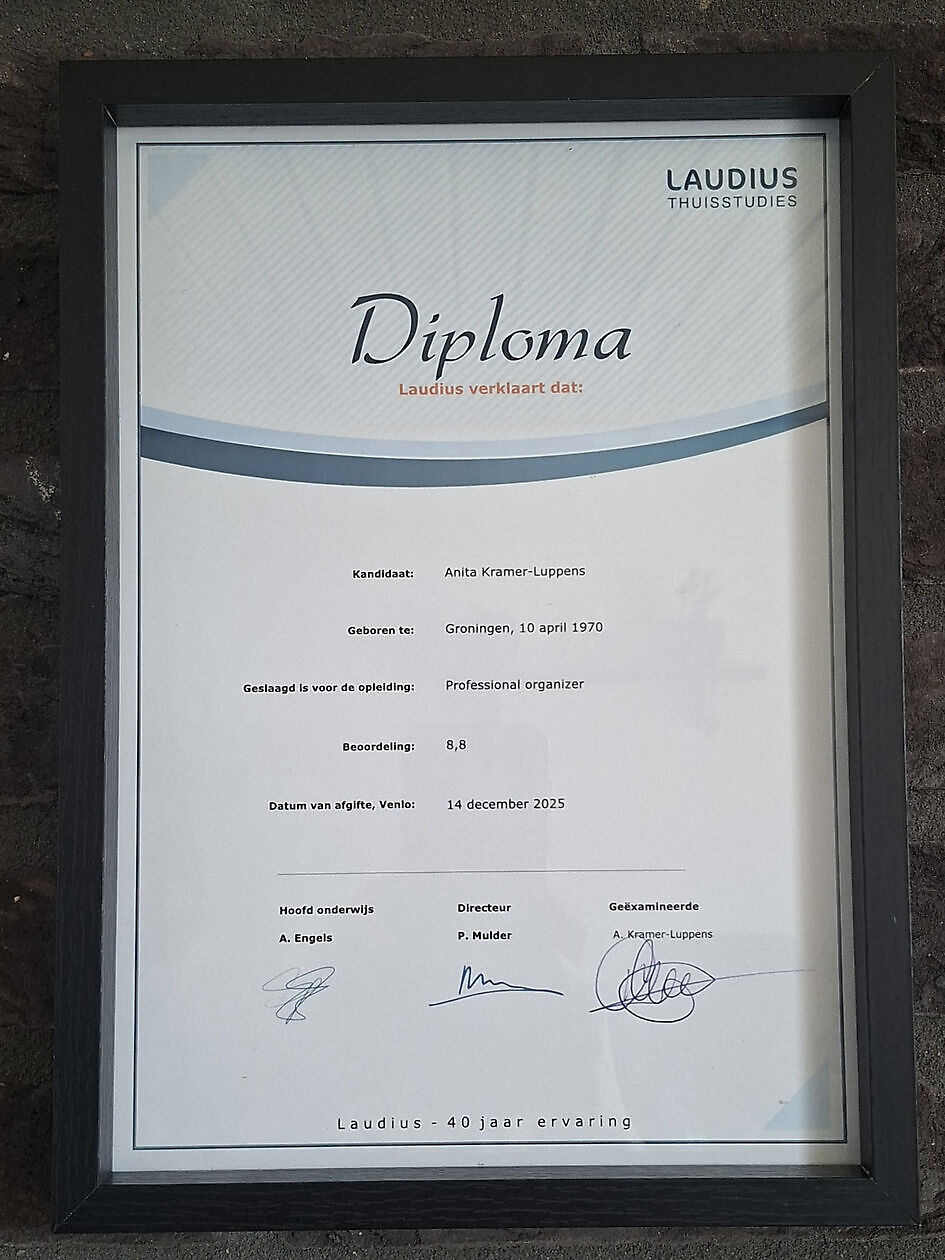 LAUDIUS
THUISSTUDIES
Diploma
Laudius verklaart dat:
Kandidaat: Anita Kramer-Luppens
Geboren te: Groningen, 10 april 1970
Geslaagd is voor de opleiding: Professional organizer
Beoordeling: 8,8
Datum van afgifte, Venlo: 14 december 2025
Hoofd onderwijs Directeur Geëxamineerde
A. Engels P. Mulder A. Kramer-Luppens
Laudius - 40 jaar ervaring